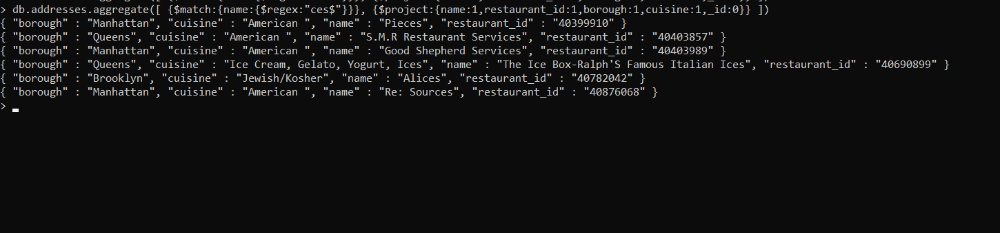 > db.addresses.aggregate([ {$match:{name:{$regex:"ces$"}}}, {$project:{name:1,restaurant_id:1,borough:1,cuisine:1,_id:0}} ])
{ "borough" : "Manhattan", "cuisine" : "American ", "name" : "Pieces", "restaurant_id" : "40399910" }
{ "borough" : "Queens", "cuisine" : "American ", "name" : "S.M.R Restaurant Services", "restaurant_id" : "40403857" }
{ "borough" : "Manhattan", "cuisine" : "American ", "name" : "Good Shepherd Services", "restaurant_id" : "40403989" }
{ "borough" : "Queens", "cuisine" : "Ice Cream, Gelato, Yogurt, Ices", "name" : "The Ice Box-Ralph'S Famous Italian Ices", "restaurant_id" : "40690899" }
{ "borough" : "Brooklyn", "cuisine" : "Jewish/Kosher", "name" : "Alices", "restaurant_id" : "40782042" }
{ "borough" : "Manhattan", "cuisine" : "American ", "name" : "Re: Sources", "restaurant_id" : "40876068" }
>